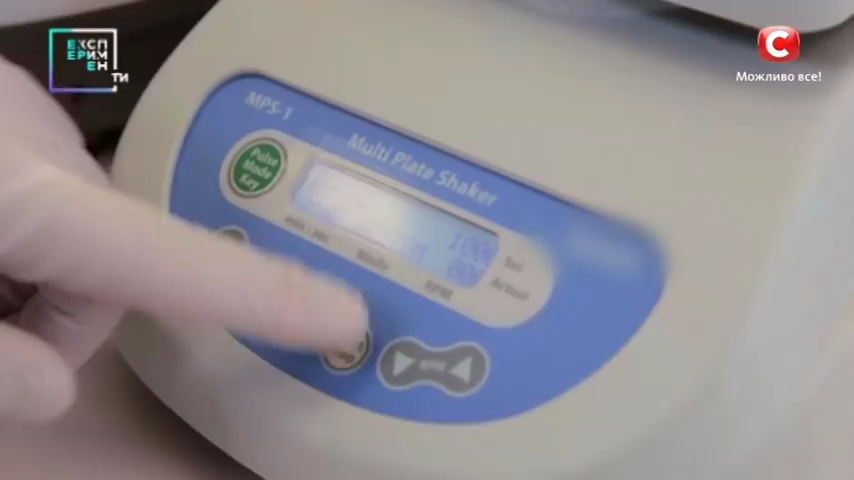 ЕКСП
ЕРИМ
ЕН
ТИ
С
Можливо все!
MPS-1
Multi Plate Shaker
Pulse
Mode
Key
Set
Actual
Mode
RPM